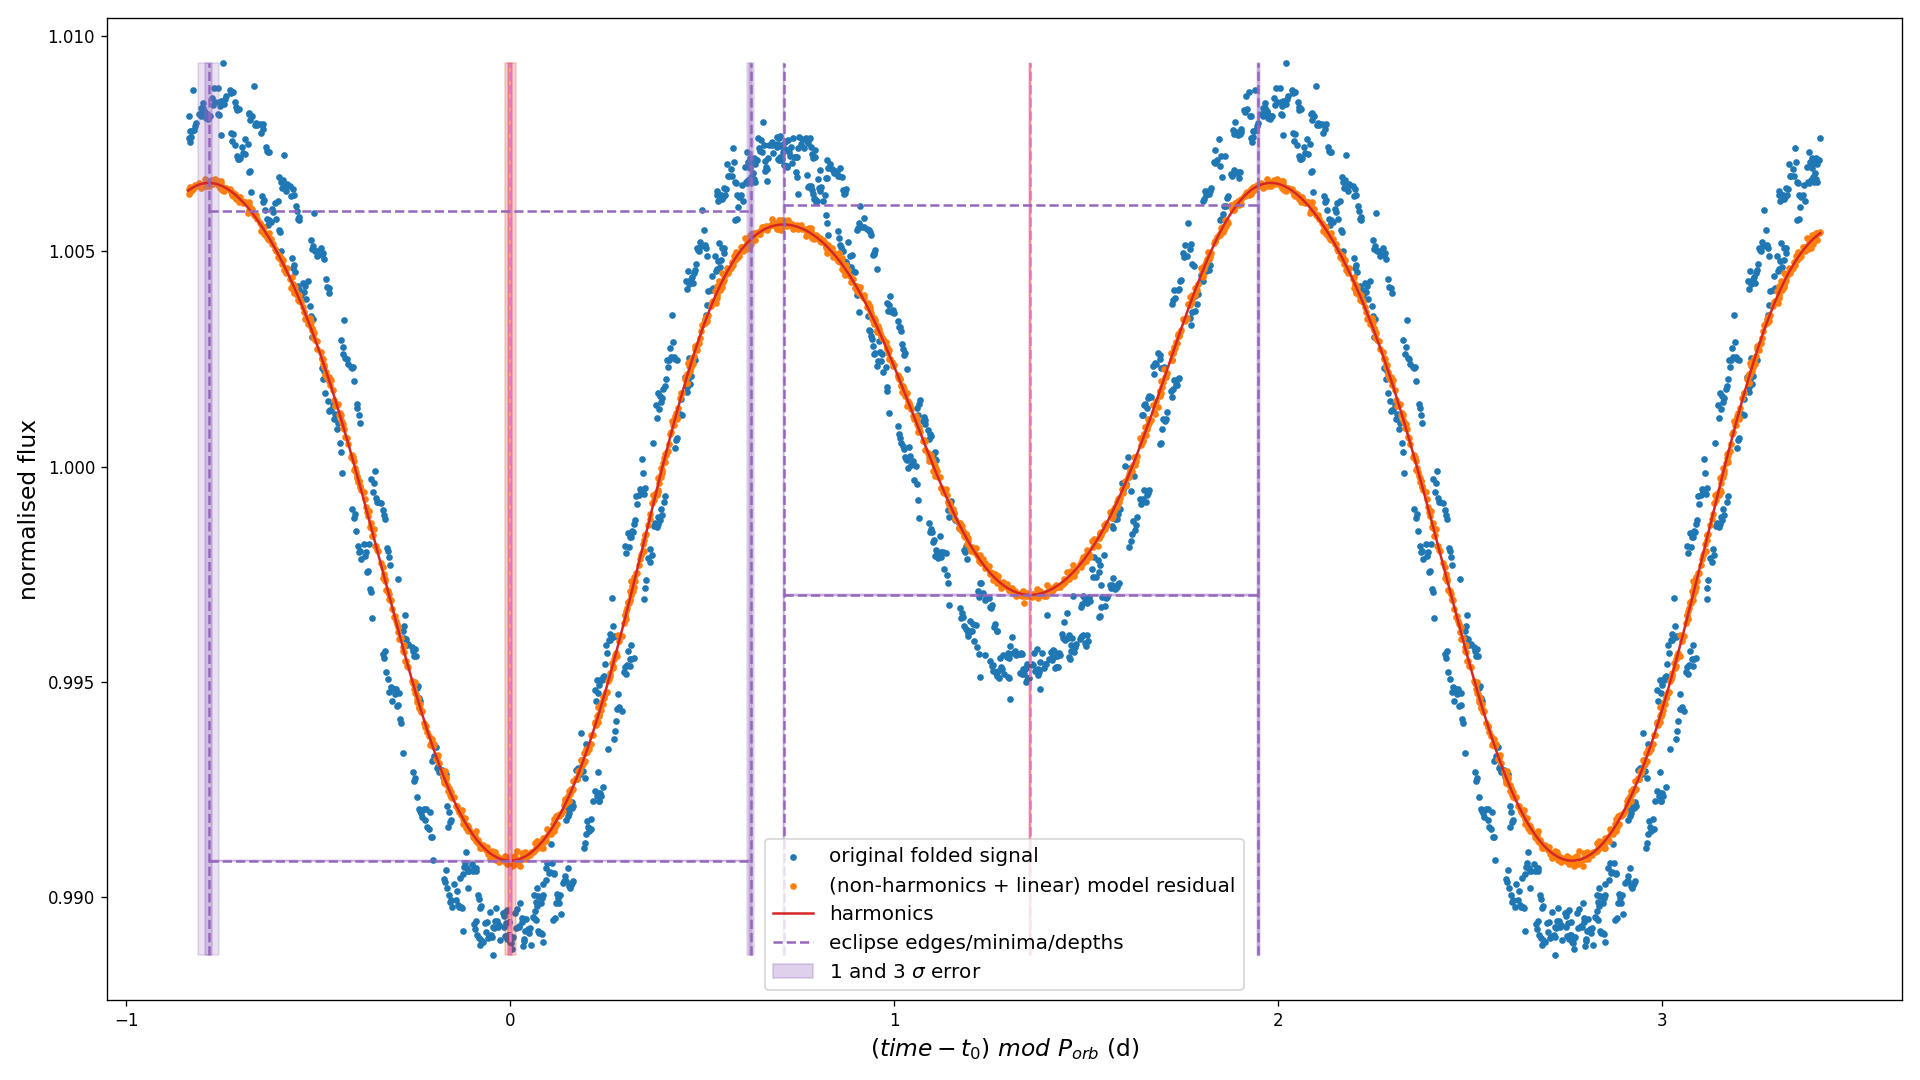 1.010
1.005
1.000
0.995
0.990
normalised flux
original folded signal
(non-harmonics + linear) model residual
harmonics
eclipse edges/minima/depths
1 and 3 σ error
−1
0
1
2
3
(time − t₀) mod Pₒᵣb (d)